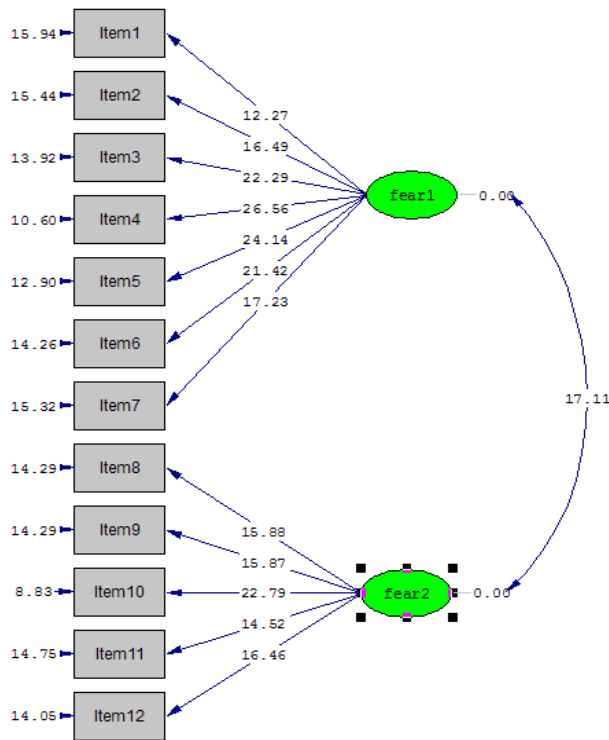 15.94 Item1
12.27
15.44 Item2
16.49
13.92 Item3
22.29
fear1 0.00
10.60 Item4
26.56
24.14
12.90 Item5
21.42
17.23
14.26 Item6
15.32 Item7
17.11
14.29 Item8
15.88
14.29 Item9
15.87
8.83 Item10
22.79
fear2 0.00
14.52
14.75 Item11
16.46
14.05 Item12